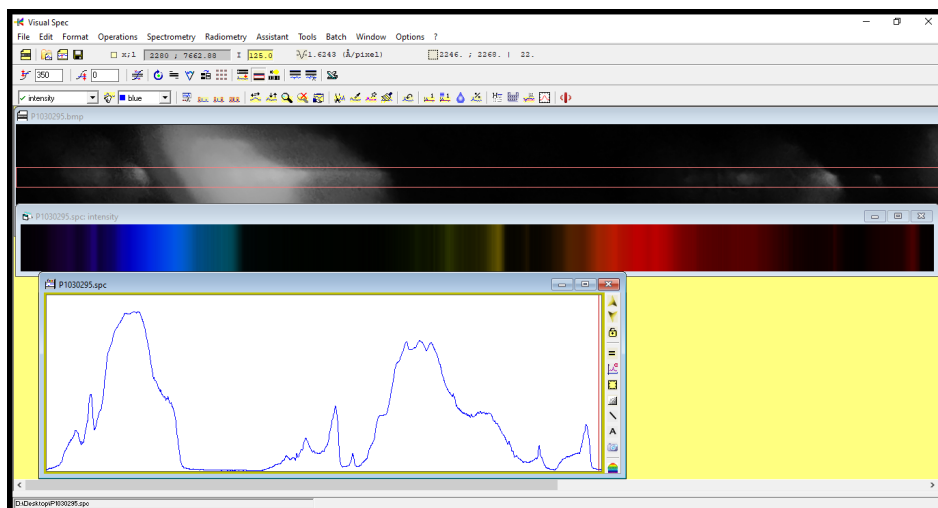 Visual Spec
File Edit Format Operations Spectrometry Radiometry Assistant Tools Batch Window Options ?
x;i 2280 ; 7662.88 I 125.0 1.6243 (Å/pixel) 2246. ; 2268. | 22.
350 0
intensity blue
P1030295.bmp
P1030295.spc: intensity
P1030295.spc
D:\Desktop\P1030295.spc